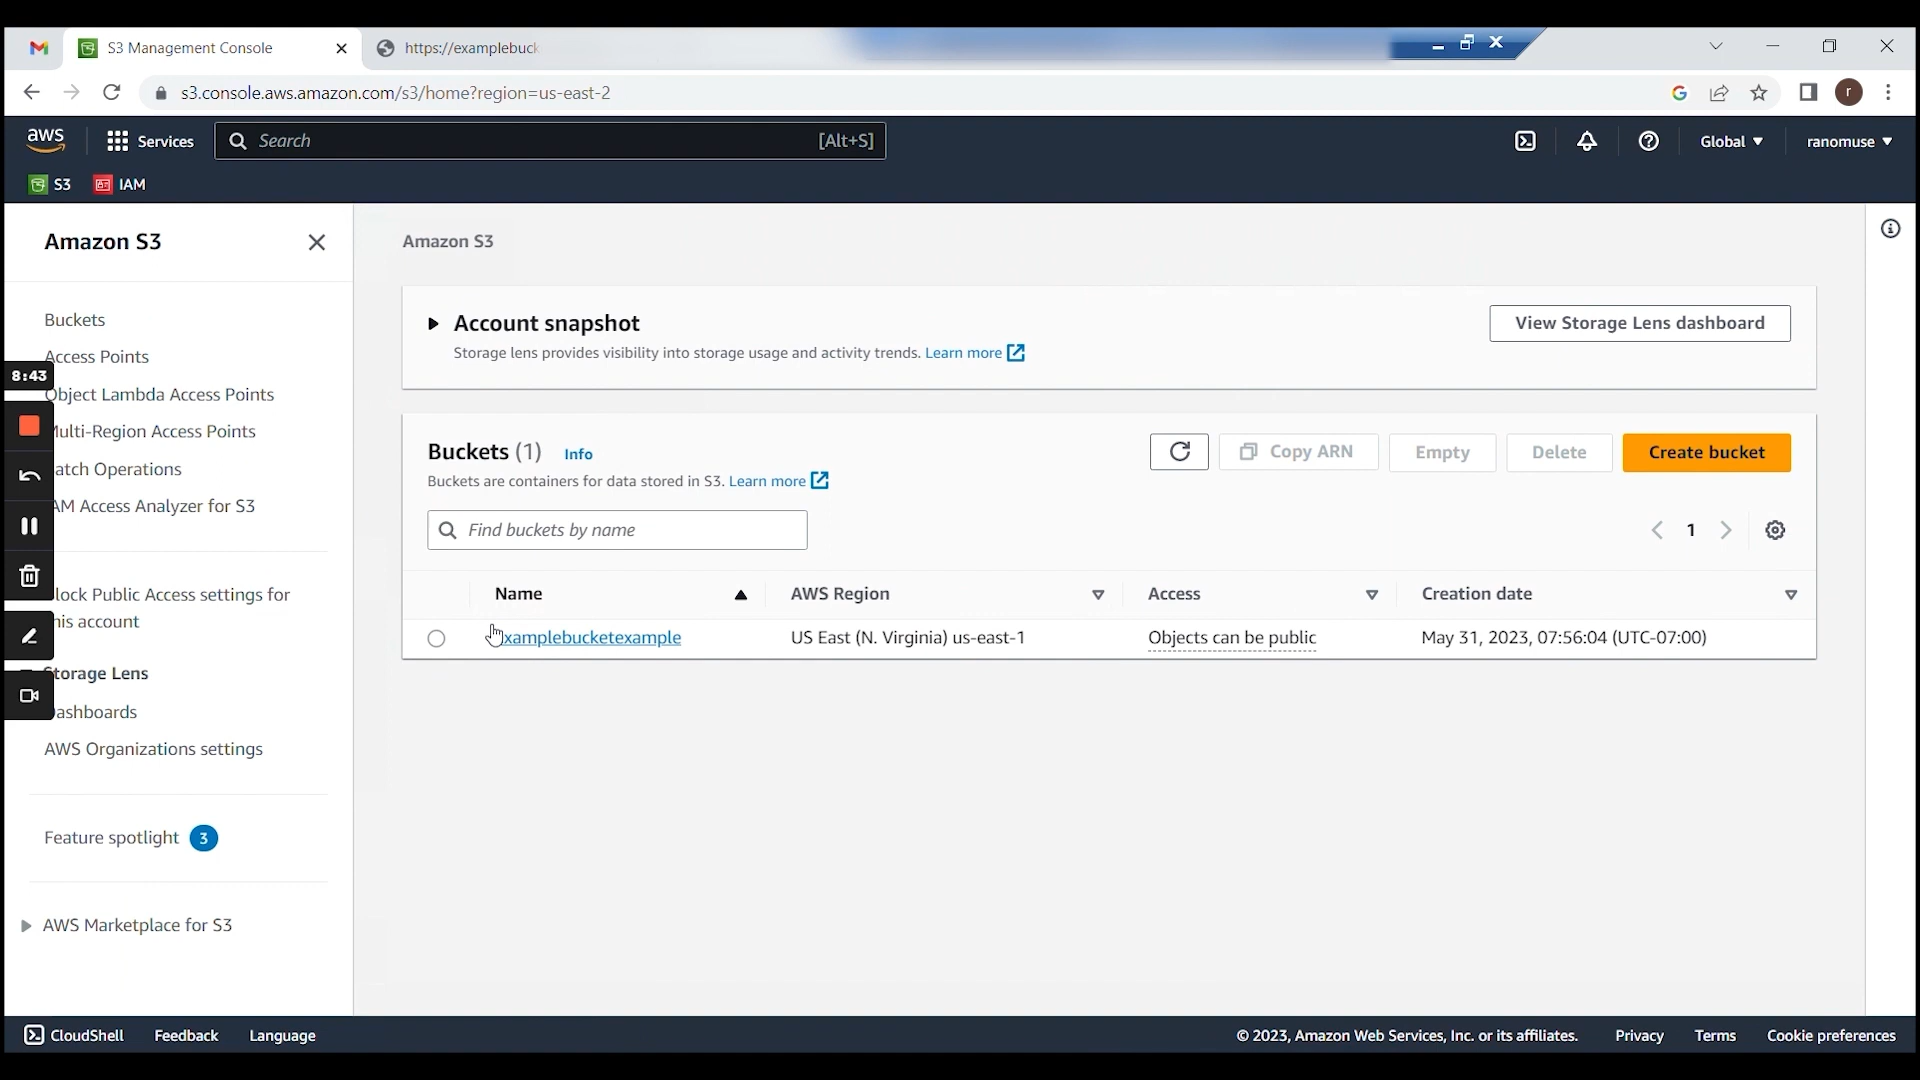 S3 Management Console
https://examplebuck
s3.console.aws.amazon.com/s3/home?region=us-east-2
r
aws
Services
Search
[Alt+S]
Global
ranomuse
S3
IAM
Amazon S3
Buckets
Access Points
Object Lambda Access Points
ulti-Region Access Points
atch Operations
AM Access Analyzer for S3
lock Public Access settings for
his account
Storage Lens
ashboards
AWS Organizations settings
Feature spotlight 3
AWS Marketplace for S3
8:43
Amazon S3
Account snapshot
Storage lens provides visibility into storage usage and activity trends. Learn more
View Storage Lens dashboard
Buckets (1) Info
Buckets are containers for data stored in S3. Learn more
Copy ARN
Empty
Delete
Create bucket
Find buckets by name
1
Name AWS Region Access Creation date
examplebucketexample US East (N. Virginia) us-east-1 Objects can be public May 31, 2023, 07:56:04 (UTC-07:00)
CloudShell Feedback Language
© 2023, Amazon Web Services, Inc. or its affiliates. Privacy Terms Cookie preferences